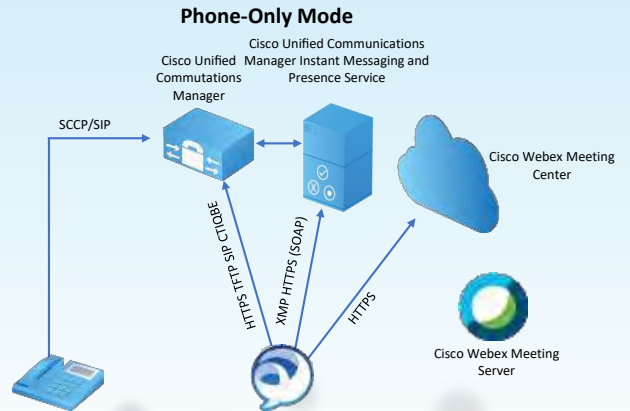 Phone-Only Mode
Cisco Unified
Commutations
Manager
Cisco Unified Communications
Manager Instant Messaging and
Presence Service
SCCP/SIP
Cisco Webex Meeting
Center
HTTPS TFTP SIP CTIQBE
XMP HTTPS (SOAP)
HTTPS
Cisco Webex Meeting
Server